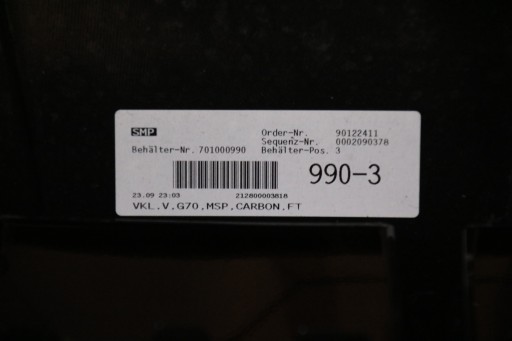 SMP
Order-Nr. 90122411
Sequenz-Nr. 0002090378
Behälter-Nr. 701000990 Behälter-Pos. 3
990-3
23.09 23:03 212800003818
VKL.V.G70.MSP.CARBON.FT